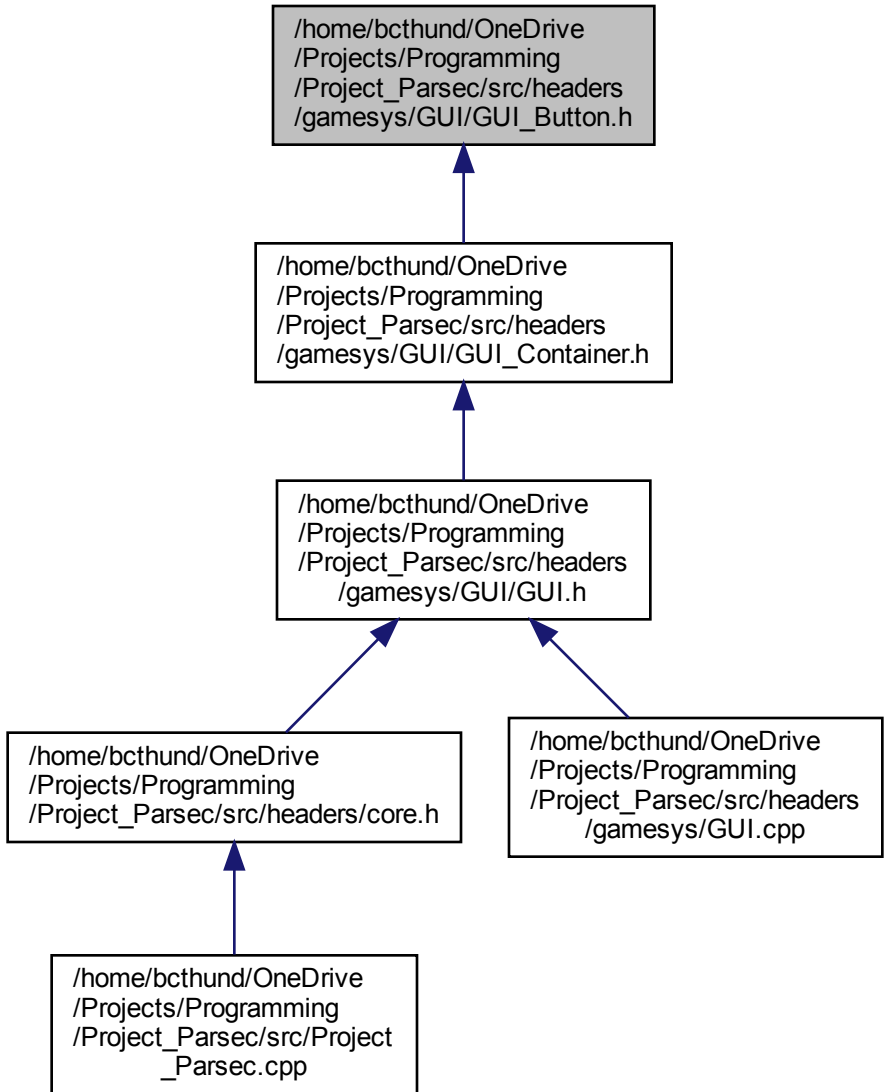 /home/bcthund/OneDrive
/Projects/Programming
/Project_Parsec/src/headers
/gamesys/GUI/GUI_Button.h
/home/bcthund/OneDrive
/Projects/Programming
/Project_Parsec/src/headers
/gamesys/GUI/GUI_Container.h
/home/bcthund/OneDrive
/Projects/Programming
/Project_Parsec/src/headers
/gamesys/GUI/GUI.h
/home/bcthund/OneDrive
/Projects/Programming
/Project_Parsec/src/headers/core.h
/home/bcthund/OneDrive
/Projects/Programming
/Project_Parsec/src/headers
/gamesys/GUI.cpp
/home/bcthund/OneDrive
/Projects/Programming
/Project_Parsec/src/Project
_Parsec.cpp